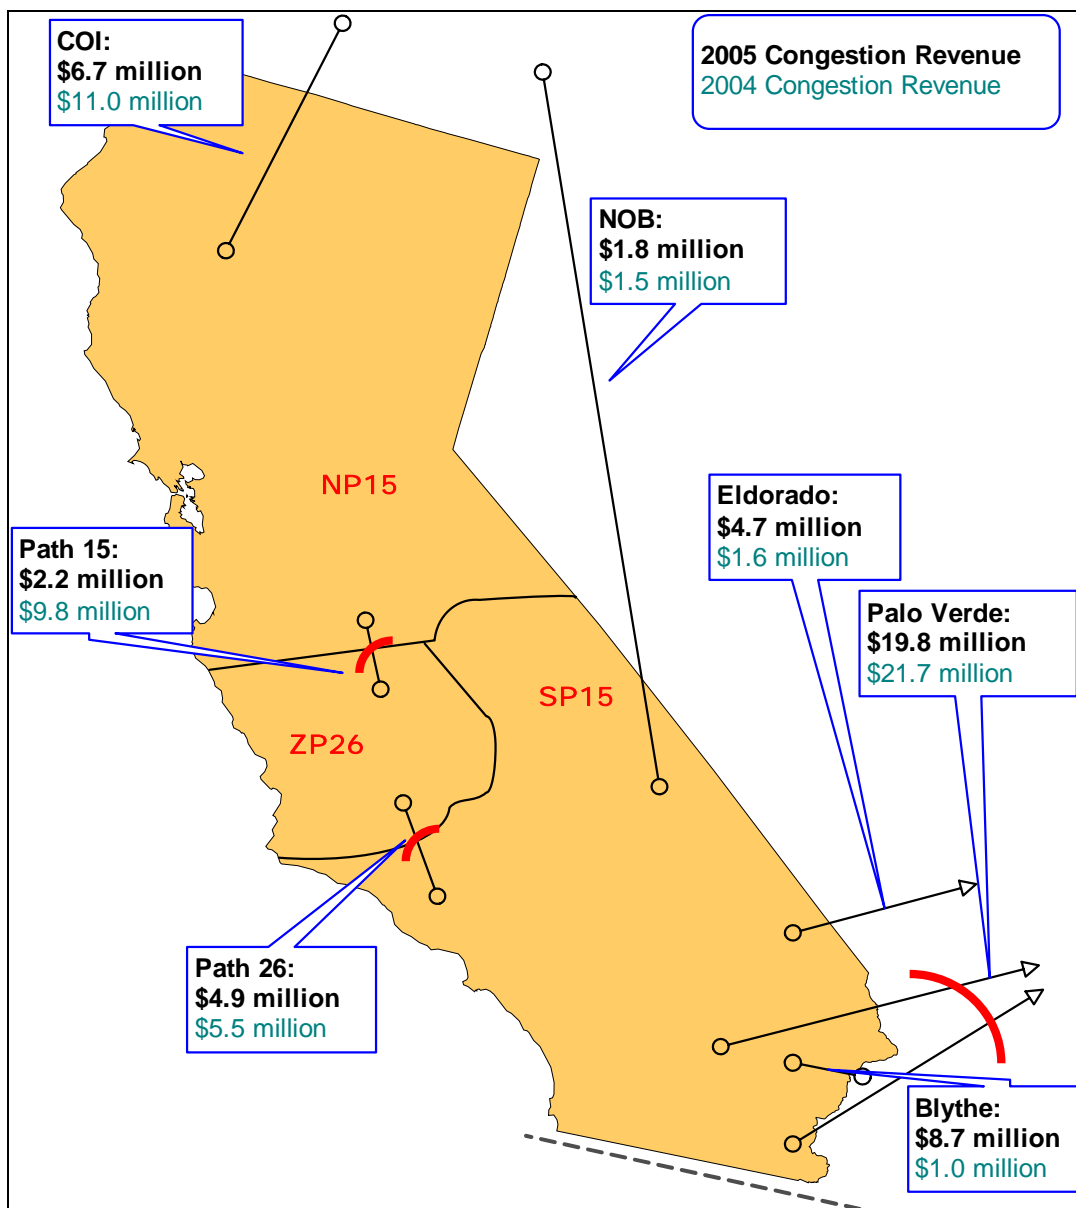 COI:
$6.7 million
$11.0 million
2005 Congestion Revenue
2004 Congestion Revenue
NOB:
$1.8 million
$1.5 million
NP15
Eldorado:
$4.7 million
$1.6 million
Path 15:
$2.2 million
$9.8 million
Palo Verde:
$19.8 million
$21.7 million
SP15
ZP26
Path 26:
$4.9 million
$5.5 million
Blythe:
$8.7 million
$1.0 million